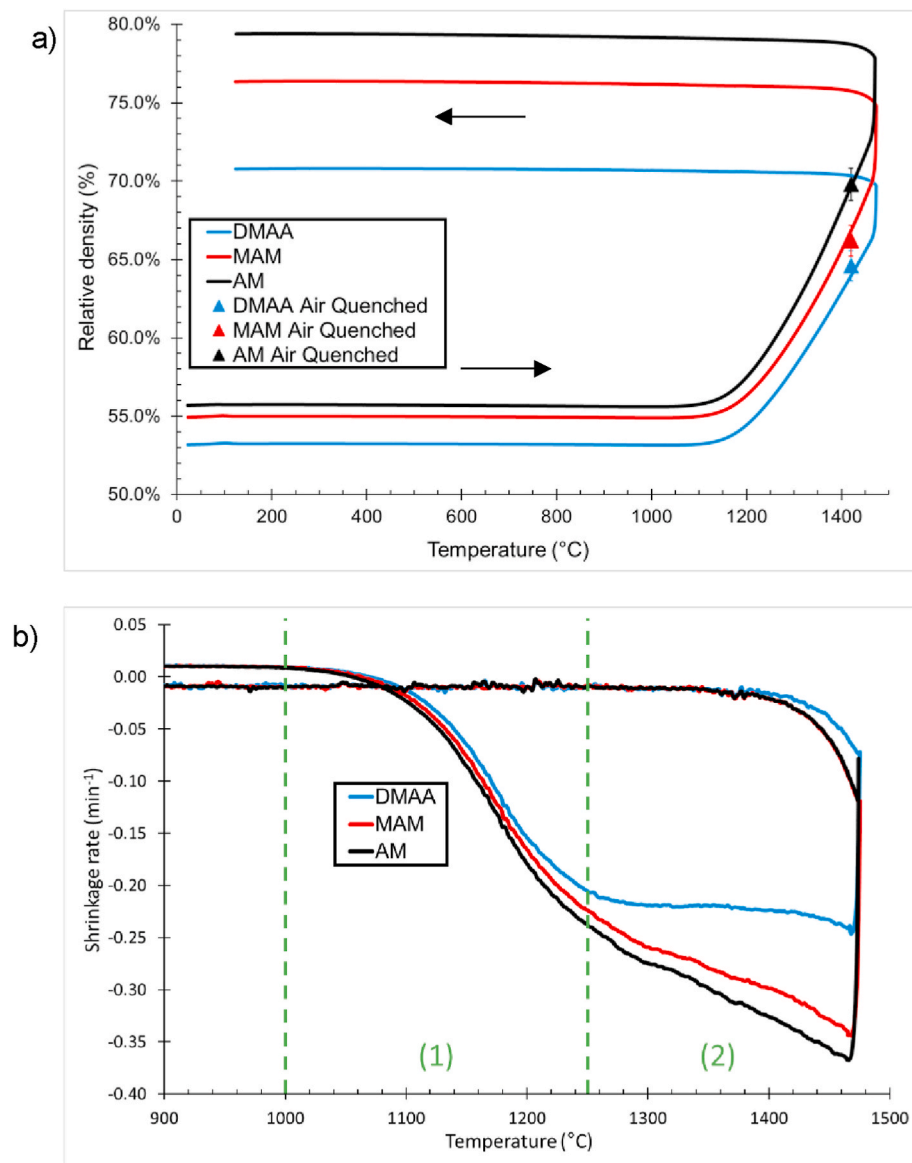 a)
80.0%
75.0%
70.0%
65.0%
60.0%
55.0%
50.0%
Relative density (%)
DMAA
MAM
AM
DMAA Air Quenched
MAM Air Quenched
AM Air Quenched
0 200 400 600 800 1000 1200 1400
Temperature (°C)
b)
0.05
0.00
-0.05
-0.10
-0.15
-0.20
-0.25
-0.30
-0.35
-0.40
Shrinkage rate (min⁻¹)
DMAA
MAM
AM
(1) (2)
900 1000 1100 1200 1300 1400 1500
Temperature (°C)